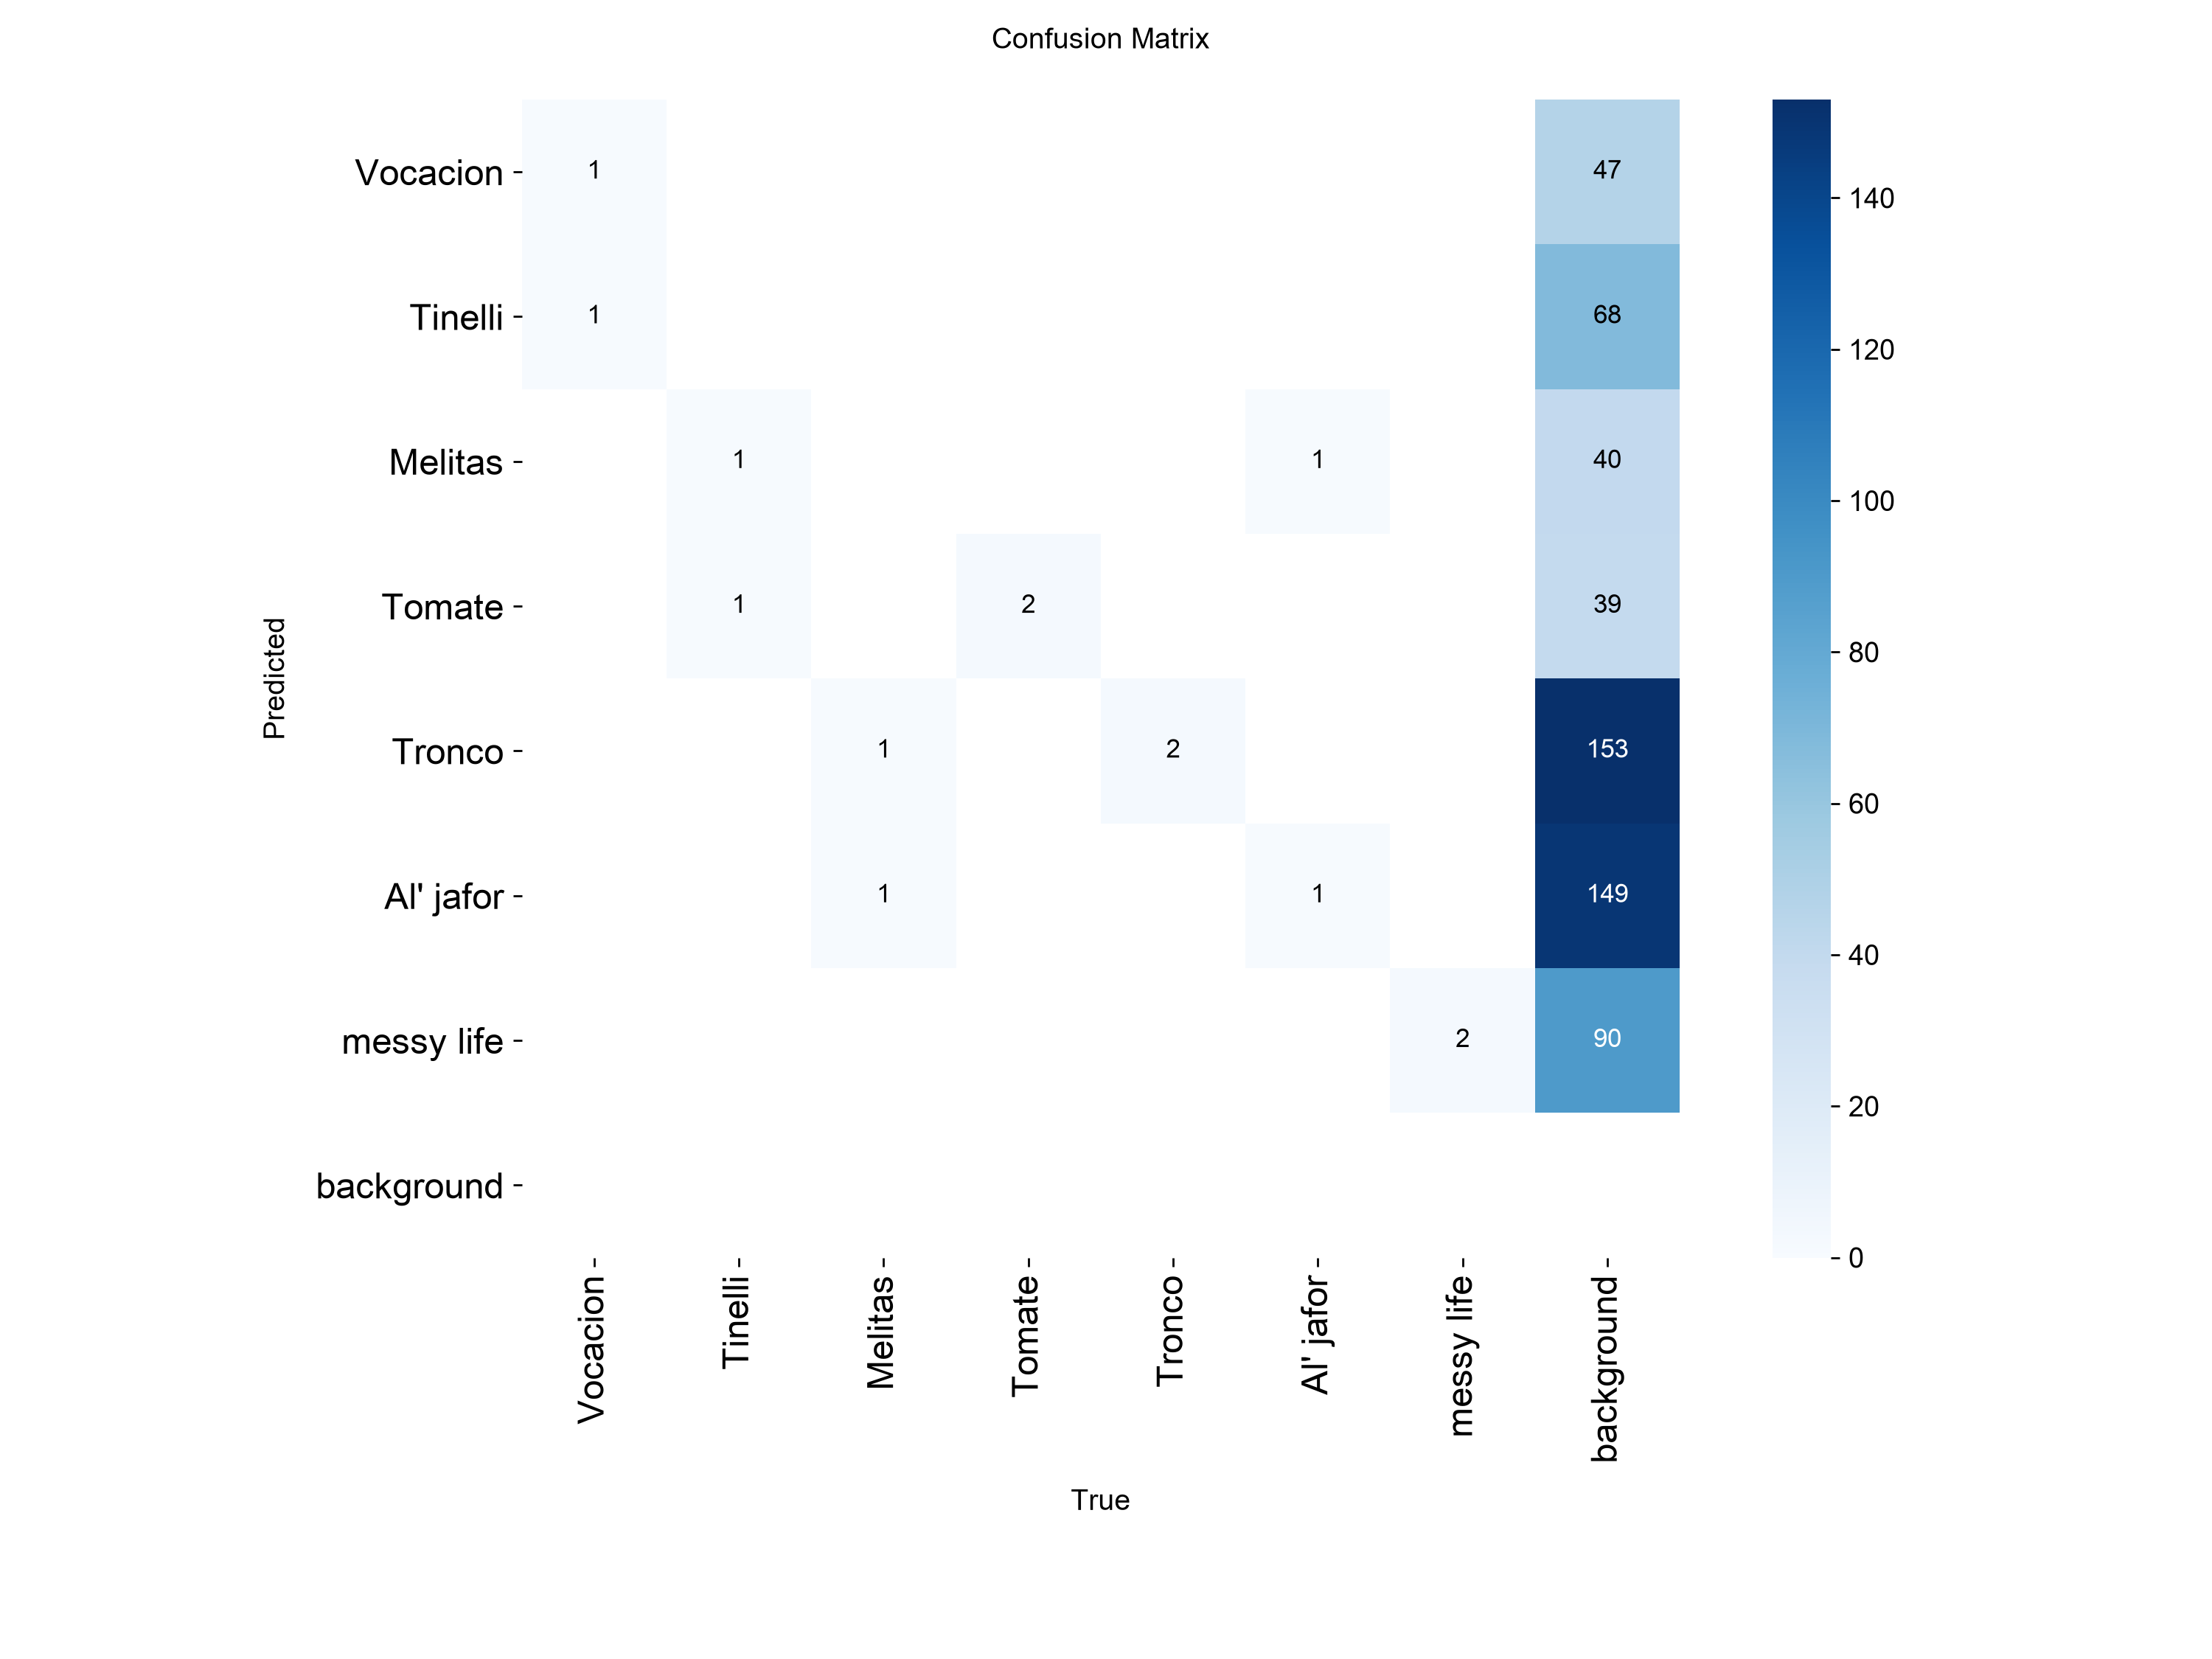 Confusion Matrix
Vocacion
1
47
Tinelli
1
68
Melitas
1
1
40
Tomate
1
2
39
Tronco
1
2
153
Al' jafor
1
1
149
messy life
2
90
background
Predicted
Vocacion
Tinelli
Melitas
Tomate
Tronco
Al' jafor
messy life
background
True
140
120
100
80
60
40
20
0